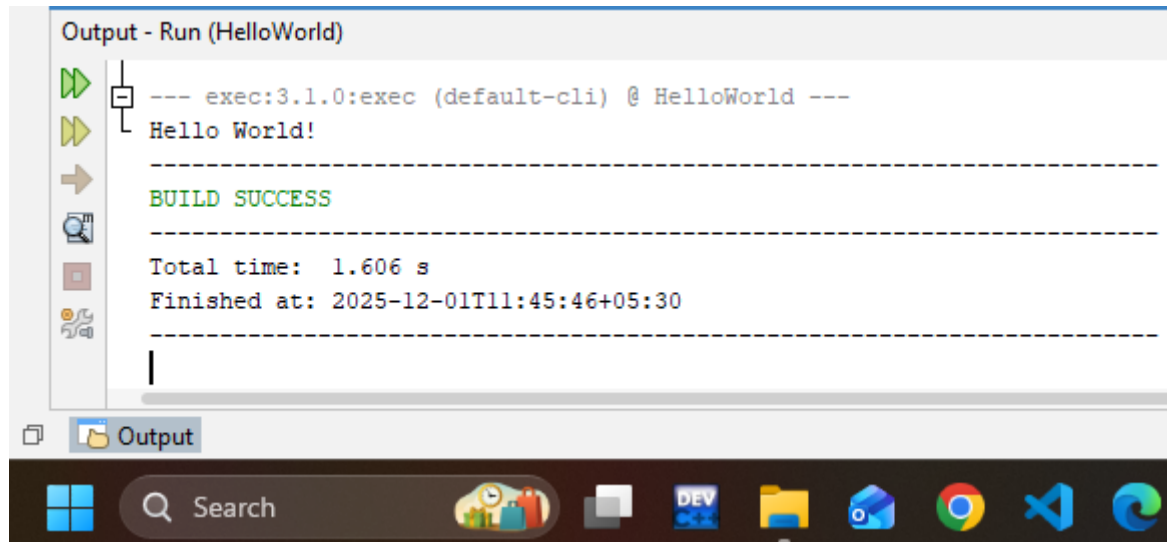 Output - Run (HelloWorld)
--- exec:3.1.0:exec (default-cli) @ HelloWorld ---
Hello World!
------------------------------------------------------------------------
BUILD SUCCESS
------------------------------------------------------------------------
Total time:  1.606 s
Finished at: 2025-12-01T11:45:46+05:30
------------------------------------------------------------------------
Output
Search
DEV
C++